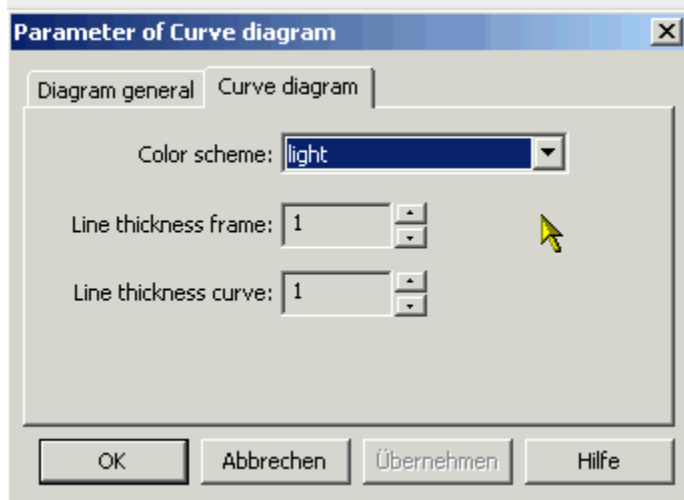 Parameter of Curve diagram
Diagram general Curve diagram
Color scheme: light
Line thickness frame: 1
Line thickness curve: 1
OK Abbrechen Übernehmen Hilfe